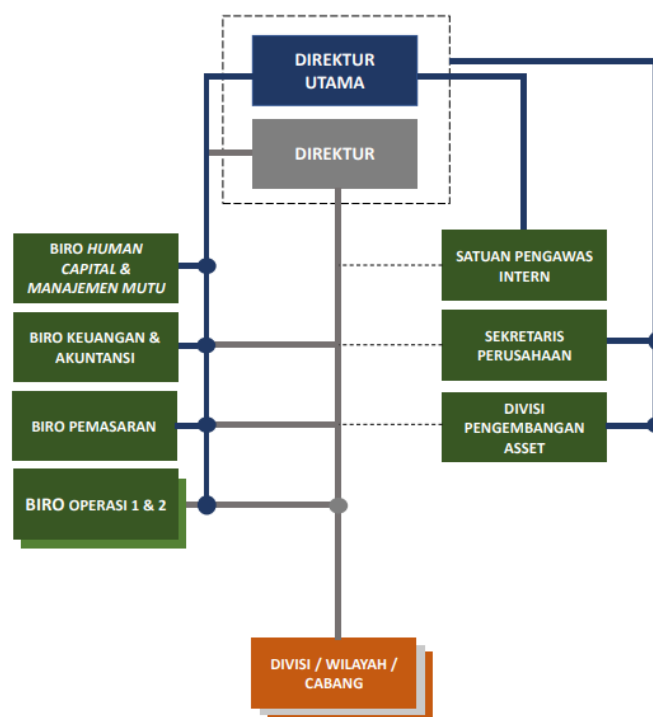 DIREKTUR
UTAMA
DIREKTUR
BIRO HUMAN
CAPITAL &
MANAJEMEN MUTU
SATUAN PENGAWAS
INTERN
BIRO KEUANGAN &
AKUNTANSI
SEKRETARIS
PERUSAHAAN
BIRO PEMASARAN
DIVISI
PENGEMBANGAN
ASSET
BIRO OPERASI 1 & 2
DIVISI / WILAYAH /
CABANG